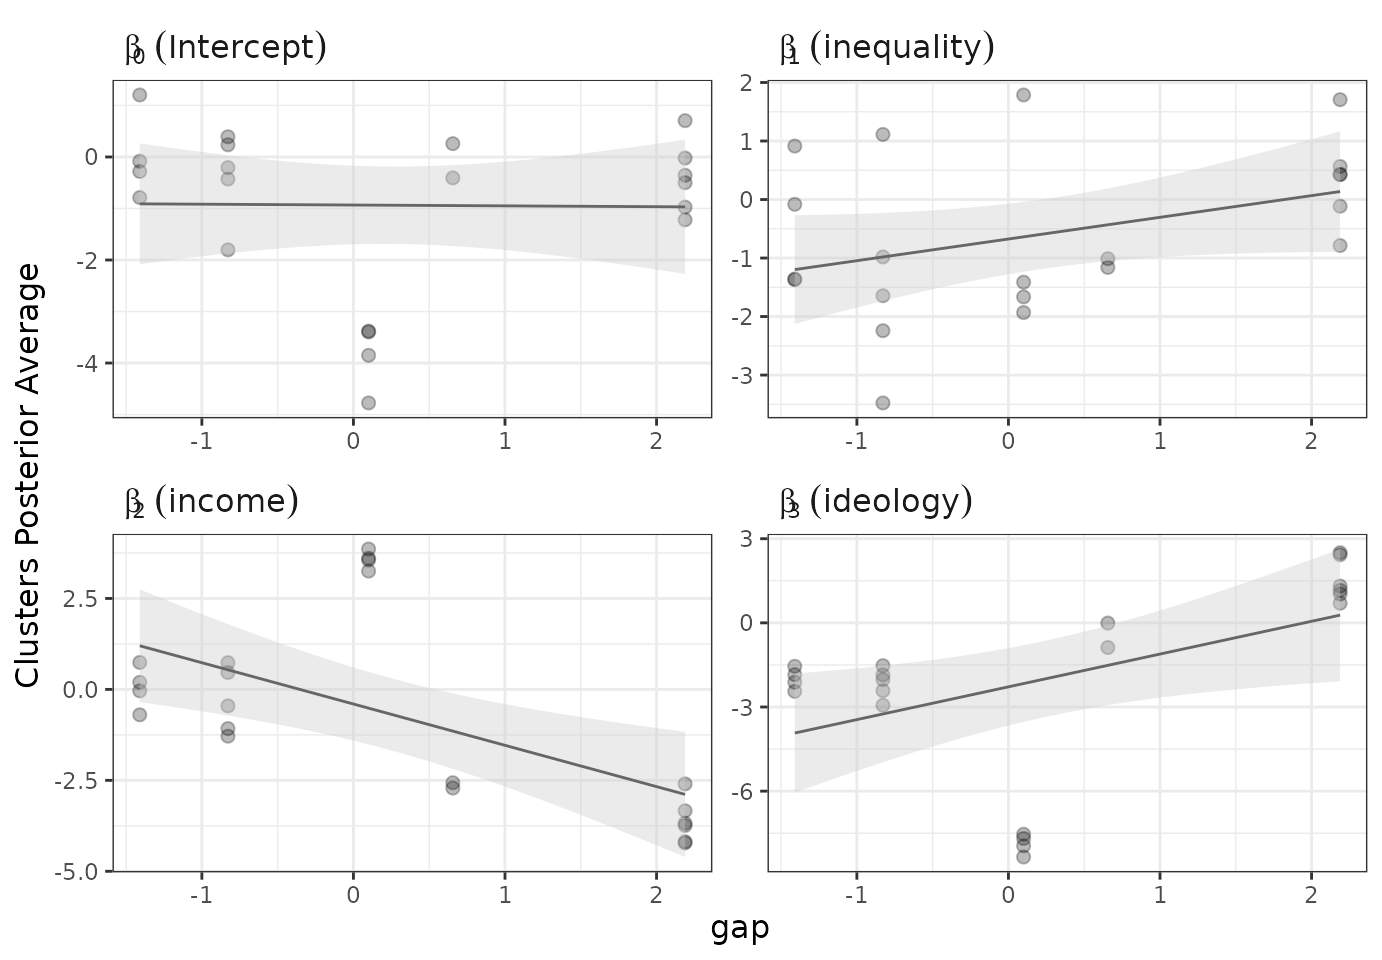 β0 (Intercept)
β1 (inequality)
0
-2
-4
2
1
0
-1
-2
-3
-1 0 1 2
-1 0 1 2
β2 (income)
β3 (ideology)
2.5
0.0
-2.5
-5.0
3
0
-3
-6
-1 0 1 2
-1 0 1 2
Clusters Posterior Average
gap